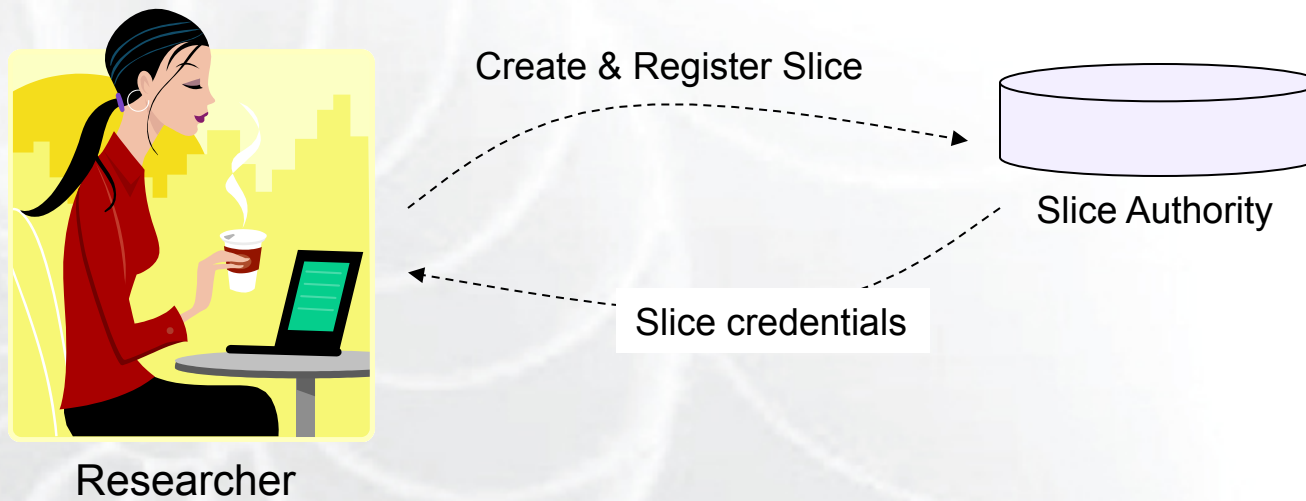 Create & Register Slice
Slice Authority
Slice credentials
Researcher